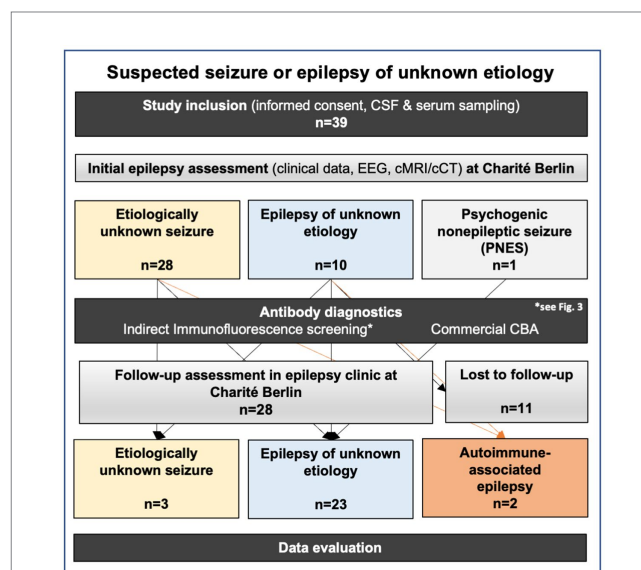 Suspected seizure or epilepsy of unknown etiology
Study inclusion (informed consent, CSF & serum sampling)
n=39
Initial epilepsy assessment (clinical data, EEG, cMRI/cCT) at Charité Berlin
Etiologically
unknown seizure
n=28
Epilepsy of unknown
etiology
n=10
Psychogenic
nonepileptic seizure
(PNES)
n=1
*see Fig. 3
Antibody diagnostics
Indirect Immunofluorescence screening* Commercial CBA
Follow-up assessment in epilepsy clinic at
Charité Berlin
n=28
Lost to follow-up
n=11
Etiologically
unknown seizure
n=3
Epilepsy of unknown
etiology
n=23
Autoimmune-
associated
epilepsy
n=2
Data evaluation